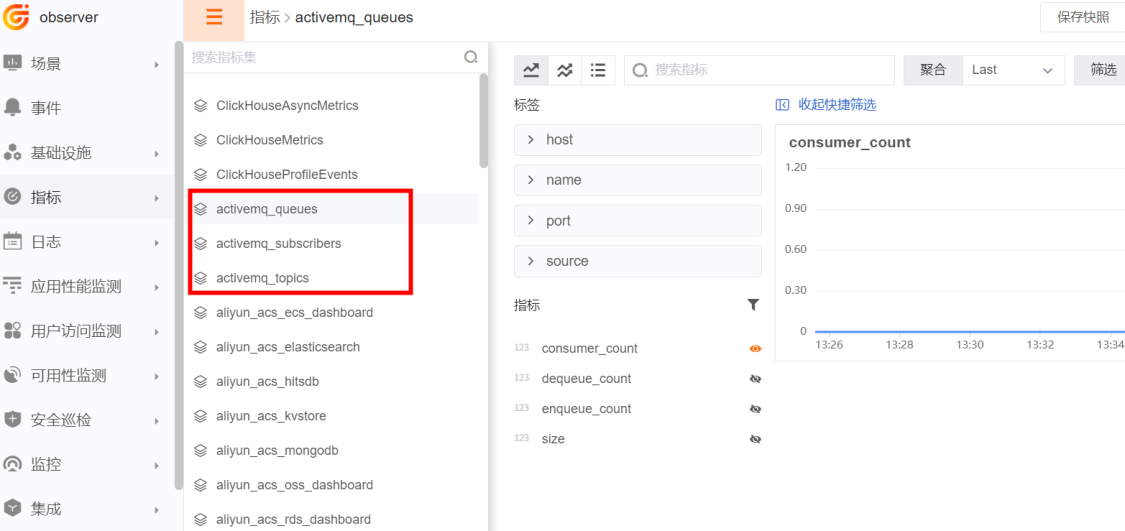 observer
场景
事件
基础设施
指标
日志
应用性能监测
用户访问监测
可用性监测
安全巡检
监控
集成
指标 > activemq_queues
保存快照
搜索指标集
ClickHouseAsyncMetrics
ClickHouseMetrics
ClickHouseProfileEvents
activemq_queues
activemq_subscribers
activemq_topics
aliyun_acs_ecs_dashboard
aliyun_acs_elasticsearch
aliyun_acs_hitsdb
aliyun_acs_kvstore
aliyun_acs_mongodb
aliyun_acs_oss_dashboard
aliyun_acs_rds_dashboard
搜索指标
聚合 Last
筛选
标签
host
name
port
source
指标
123 consumer_count
123 dequeue_count
123 enqueue_count
123 size
收起快捷筛选
consumer_count
1.20
0.90
0.60
0.30
0
13:26 13:28 13:30 13:32 13:34